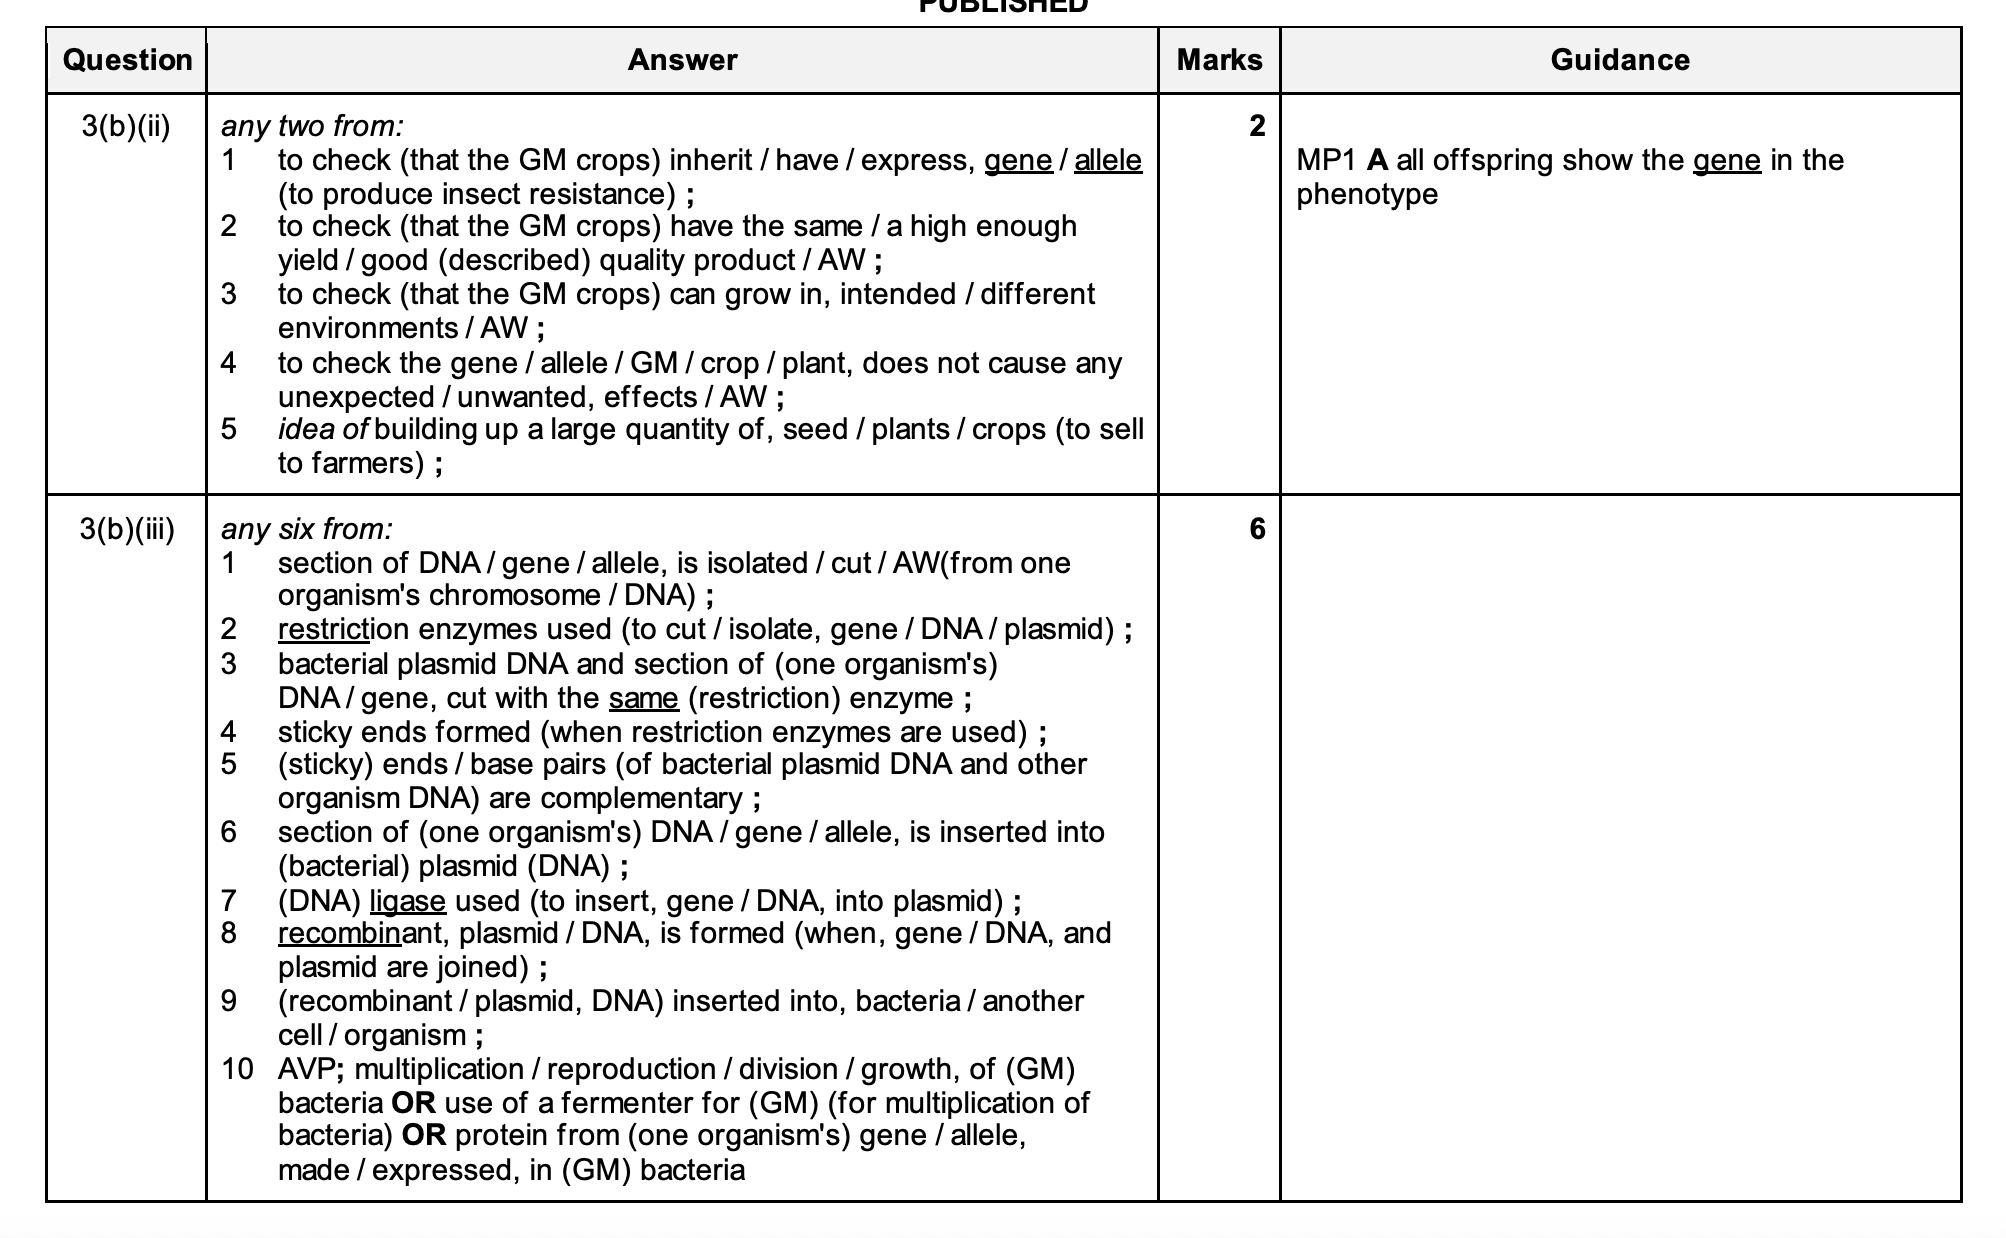 PUBLISHED
Question Answer Marks Guidance
3(b)(ii) any two from: 2
1 to check (that the GM crops) inherit / have / express, gene / allele MP1 A all offspring show the gene in the
(to produce insect resistance) ; phenotype
2 to check (that the GM crops) have the same / a high enough
yield / good (described) quality product / AW ;
3 to check (that the GM crops) can grow in, intended / different
environments / AW ;
4 to check the gene / allele / GM / crop / plant, does not cause any
unexpected / unwanted, effects / AW ;
5 idea of building up a large quantity of, seed / plants / crops (to sell
to farmers) ;
3(b)(iii) any six from: 6
1 section of DNA / gene / allele, is isolated / cut / AW(from one
organism's chromosome / DNA) ;
2 restriction enzymes used (to cut / isolate, gene / DNA / plasmid) ;
3 bacterial plasmid DNA and section of (one organism's)
DNA / gene, cut with the same (restriction) enzyme ;
4 sticky ends formed (when restriction enzymes are used) ;
5 (sticky) ends / base pairs (of bacterial plasmid DNA and other
organism DNA) are complementary ;
6 section of (one organism's) DNA / gene / allele, is inserted into
(bacterial) plasmid (DNA) ;
7 (DNA) ligase used (to insert, gene / DNA, into plasmid) ;
8 recombinant, plasmid / DNA, is formed (when, gene / DNA, and
plasmid are joined) ;
9 (recombinant / plasmid, DNA) inserted into, bacteria / another
cell / organism ;
10 AVP; multiplication / reproduction / division / growth, of (GM)
bacteria OR use of a fermenter for (GM) (for multiplication of
bacteria) OR protein from (one organism's) gene / allele,
made / expressed, in (GM) bacteria